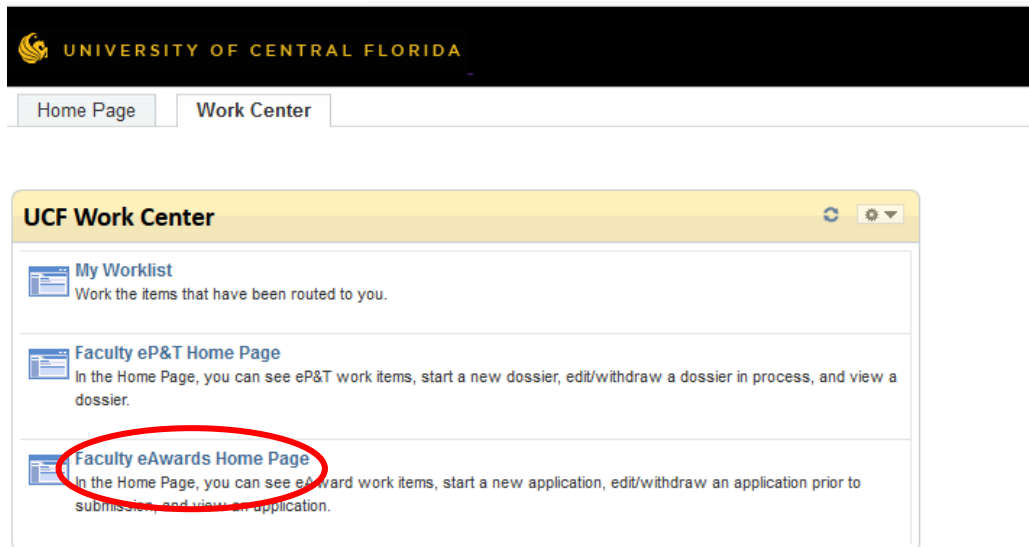 UNIVERSITY OF CENTRAL FLORIDA
Home Page
Work Center
UCF Work Center
My Worklist
Work the items that have been routed to you.
Faculty eP&T Home Page
In the Home Page, you can see eP&T work items, start a new dossier, edit/withdraw a dossier in process, and view a
dossier.
Faculty eAwards Home Page
In the Home Page, you can see eAward work items, start a new application, edit/withdraw an application prior to
submission, and view an application.